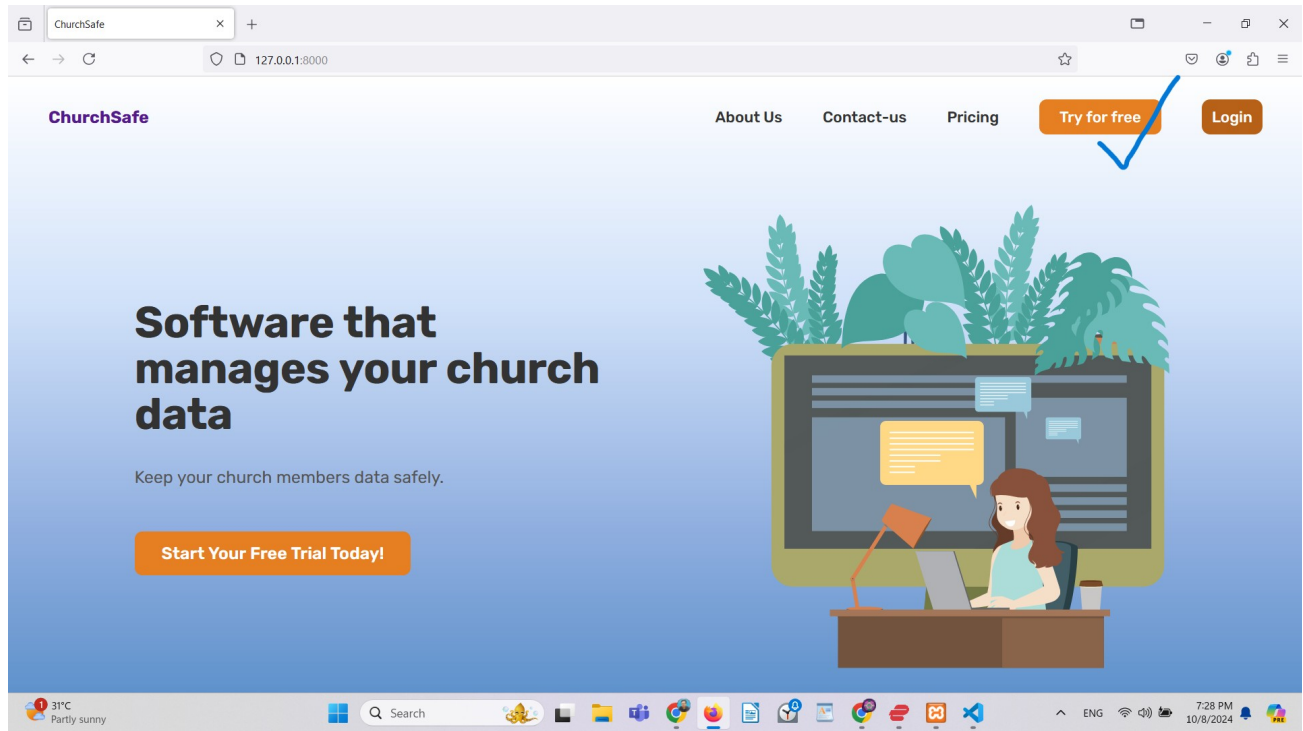 ChurchSafe
127.0.0.1:8000
ChurchSafe
About Us Contact-us Pricing Try for free Login
Software that
manages your church
data
Keep your church members data safely.
Start Your Free Trial Today!
1 31°C
Partly sunny
Search
ENG
7:28 PM
10/8/2024
PRE